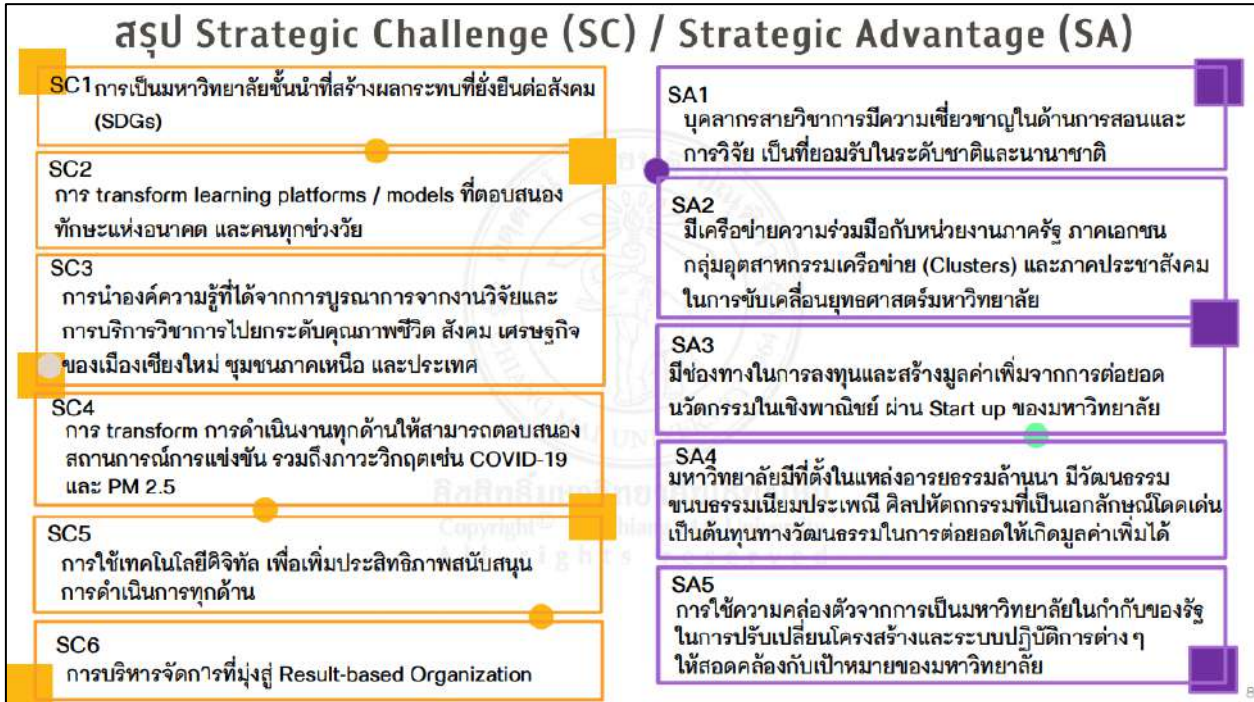 สรุป Strategic Challenge (SC) / Strategic Advantage (SA)
SC1 การเป็นมหาวิทยาลัยชั้นนำที่สร้างผลกระทบที่ยั่งยืนต่อสังคม
(SDGs)
SC2
การ transform learning platforms / models ที่ตอบสนอง
ทักษะแห่งอนาคต และคนทุกช่วงวัย
SC3
การนำองค์ความรู้ที่ได้จากการบูรณาการจากงานวิจัยและ
การบริการวิชาการไปยกระดับคุณภาพชีวิต สังคม เศรษฐกิจ
ของเมืองเชียงใหม่ ชุมชนภาคเหนือ และประเทศ
SC4
การ transform การดำเนินงานทุกด้านให้สามารถตอบสนอง
สถานการณ์การแข่งขัน รวมถึงภาวะวิกฤตเช่น COVID-19
และ PM 2.5
SC5
การใช้เทคโนโลยีดิจิทัล เพื่อเพิ่มประสิทธิภาพสนับสนุน
การดำเนินการทุกด้าน
SC6
การบริหารจัดการที่มุ่งสู่ Result-based Organization
SA1
บุคลากรสายวิชาการมีความเชี่ยวชาญในด้านการสอนและ
การวิจัย เป็นที่ยอมรับในระดับชาติและนานาชาติ
SA2
มีเครือข่ายความร่วมมือกับหน่วยงานภาครัฐ ภาคเอกชน
กลุ่มอุตสาหกรรมเครือข่าย (Clusters) และภาคประชาสังคม
ในการขับเคลื่อนยุทธศาสตร์มหาวิทยาลัย
SA3
มีช่องทางในการลงทุนและสร้างมูลค่าเพิ่มจากการต่อยอด
นวัตกรรมในเชิงพาณิชย์ ผ่าน Start up ของมหาวิทยาลัย
SA4
มหาวิทยาลัยมีที่ตั้งในแหล่งอารยธรรมล้านนา มีวัฒนธรรม
ขนบธรรมเนียมประเพณี ศิลปหัตถกรรมที่เป็นเอกลักษณ์โดดเด่น
เป็นต้นทุนทางวัฒนธรรมในการต่อยอดให้เกิดมูลค่าเพิ่มได้
SA5
การใช้ความคล่องตัวจากการเป็นมหาวิทยาลัยในกำกับของรัฐ
ในการปรับเปลี่ยนโครงสร้างและระบบปฏิบัติการต่าง ๆ
ให้สอดคล้องกับเป้าหมายของมหาวิทยาลัย
8